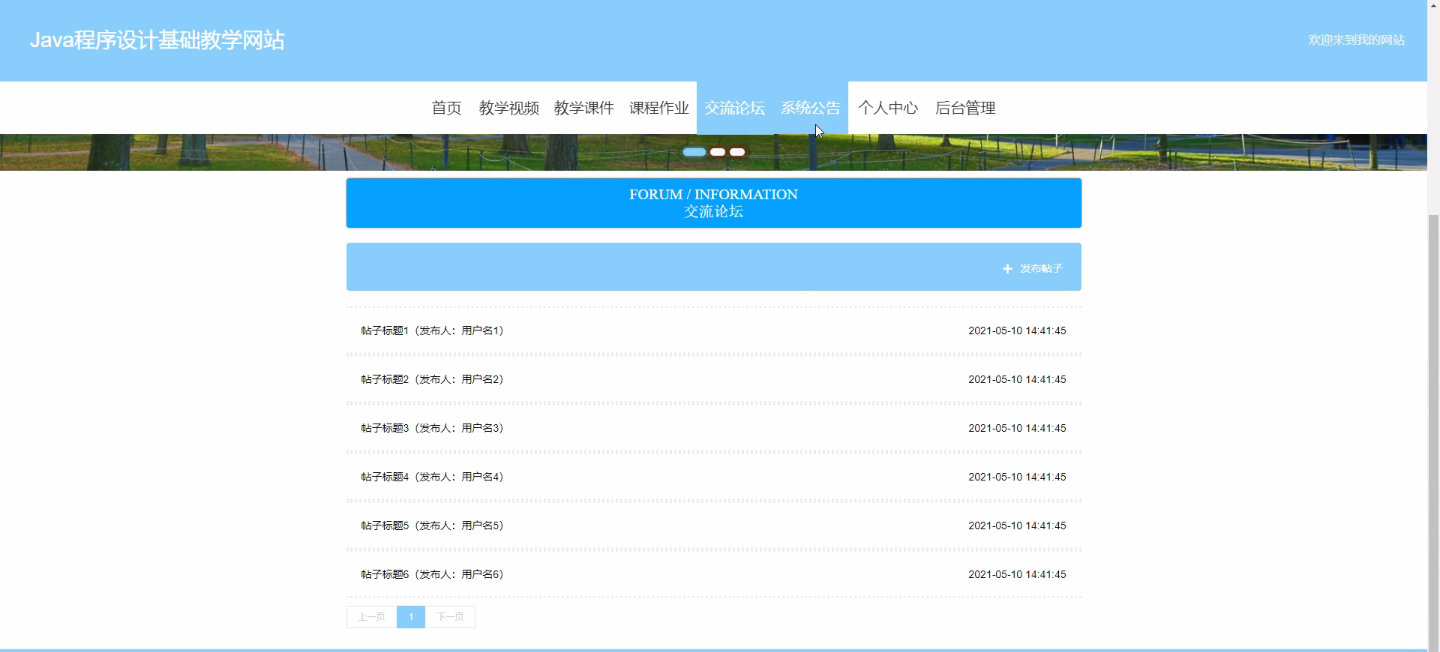 Java程序设计基础教学网站
欢迎来到我的网站
首页 教学视频 教学课件 课程作业 交流论坛 系统公告 个人中心 后台管理
FORUM / INFORMATION
交流论坛
+ 发布帖子
帖子标题1（发布人：用户名1） 2021-05-10 14:41:45
帖子标题2（发布人：用户名2） 2021-05-10 14:41:45
帖子标题3（发布人：用户名3） 2021-05-10 14:41:45
帖子标题4（发布人：用户名4） 2021-05-10 14:41:45
帖子标题5（发布人：用户名5） 2021-05-10 14:41:45
帖子标题6（发布人：用户名6） 2021-05-10 14:41:45
上一页 1 下一页